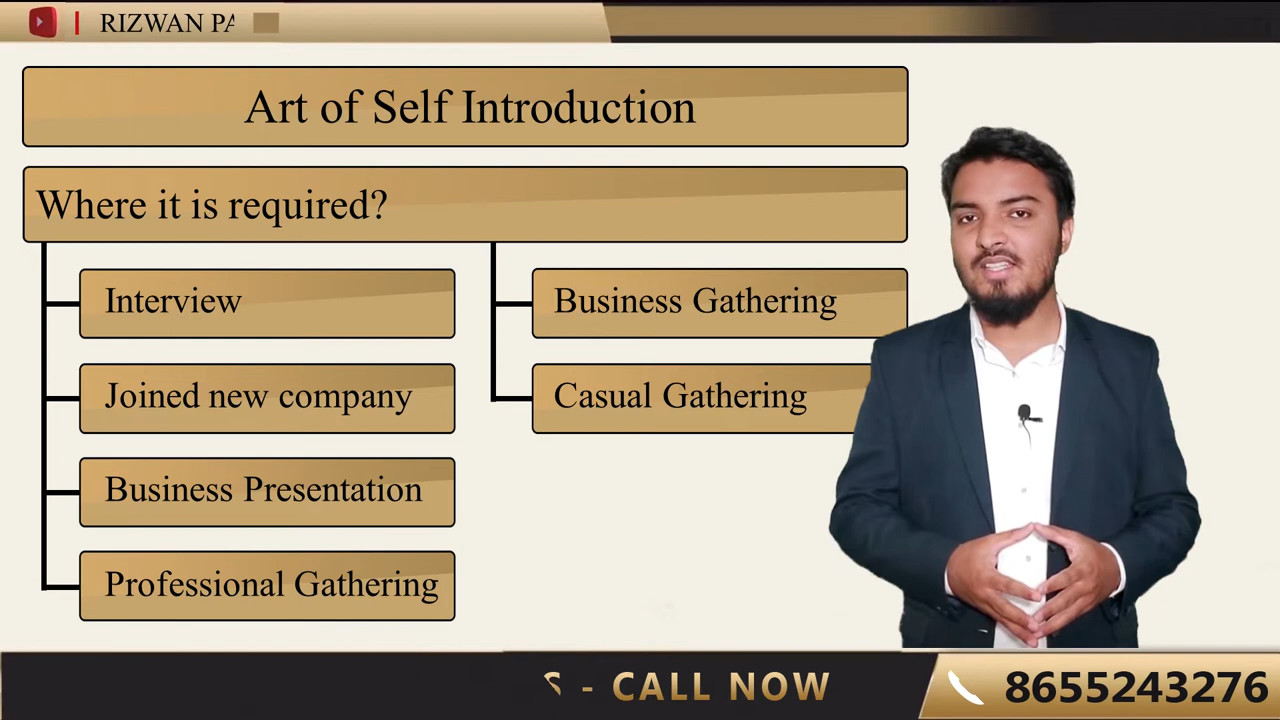 RIZWAN
Art of Self Introduction
Where it is required?
Interview
Joined new company
Business Presentation
Professional Gathering
Business Gathering
Casual Gathering
- CALL NOW
8655243276